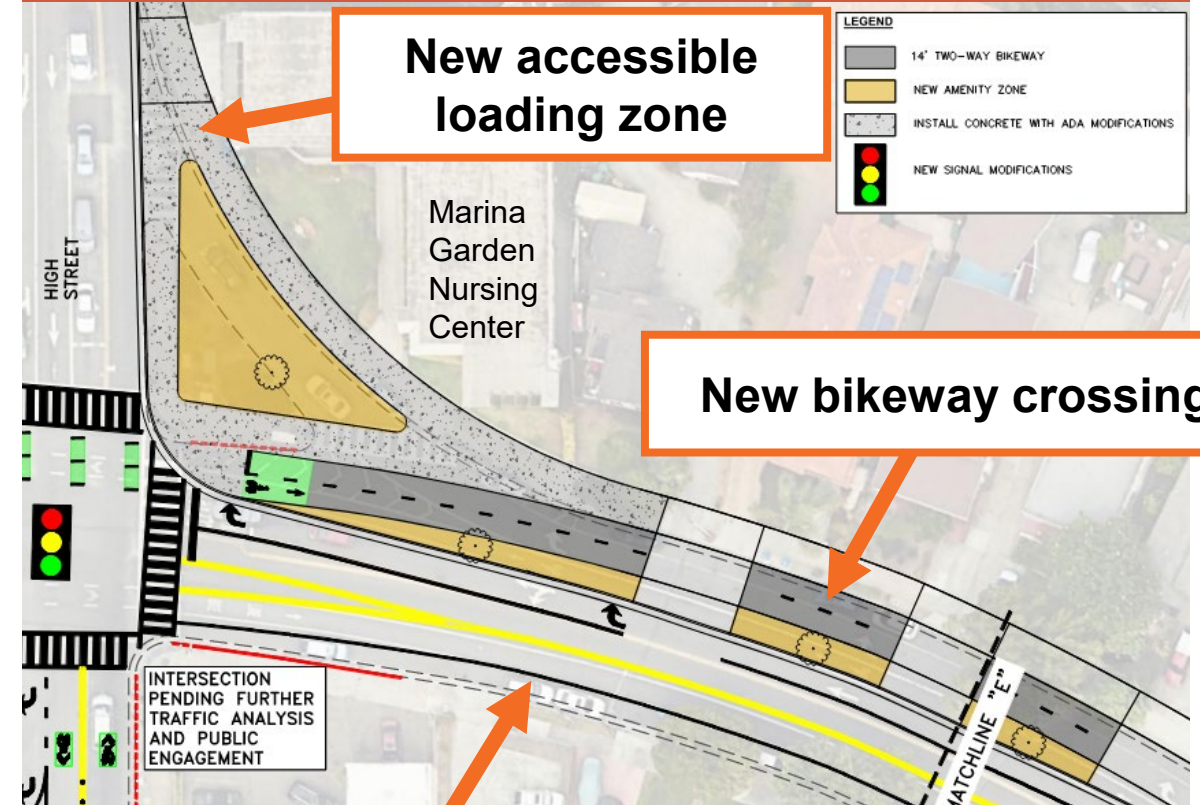 New accessible
loading zone
LEGEND
14' TWO-WAY BIKEWAY
NEW AMENITY ZONE
INSTALL CONCRETE WITH ADA MODIFICATIONS
NEW SIGNAL MODIFICATIONS
Marina
Garden
Nursing
Center
HIGH
STREET
New bikeway crossing
INTERSECTION
PENDING FURTHER
TRAFFIC ANALYSIS
AND PUBLIC
ENGAGEMENT
MATCHLINE "E"